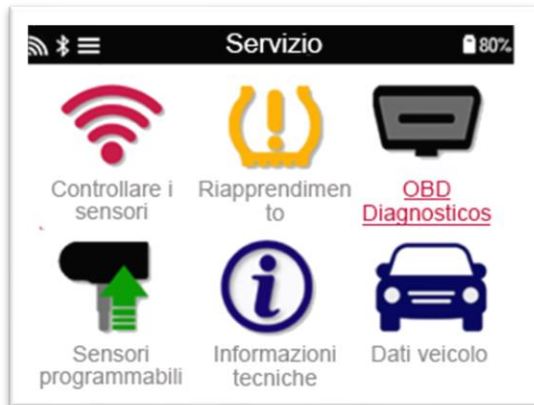 Servizio
80%
Controllare i
sensori
Riapprendimen
to
OBD
Diagnosticos
Sensori
programmabili
Informazioni
tecniche
Dati veicolo